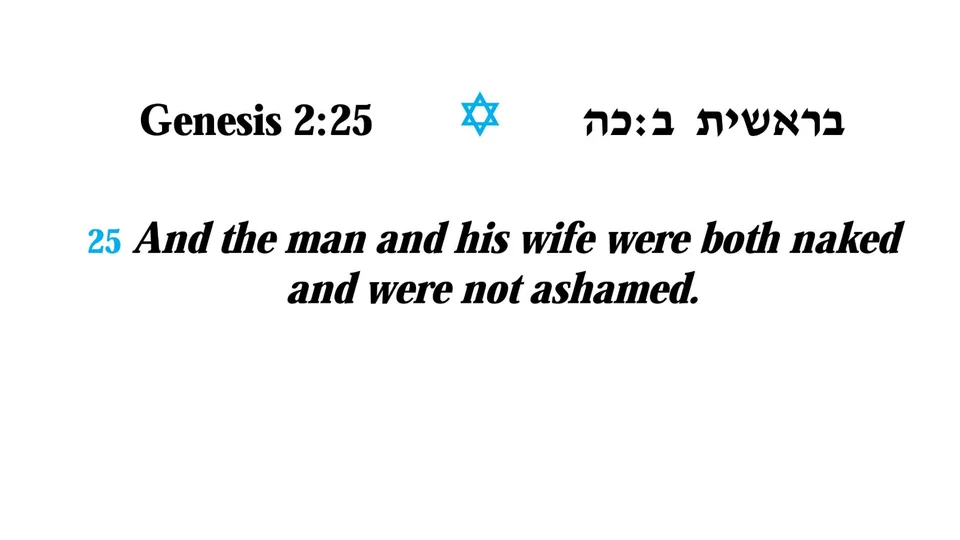 Genesis 2:25 ✡ בראשית ב:כה
25 And the man and his wife were both naked
and were not ashamed.